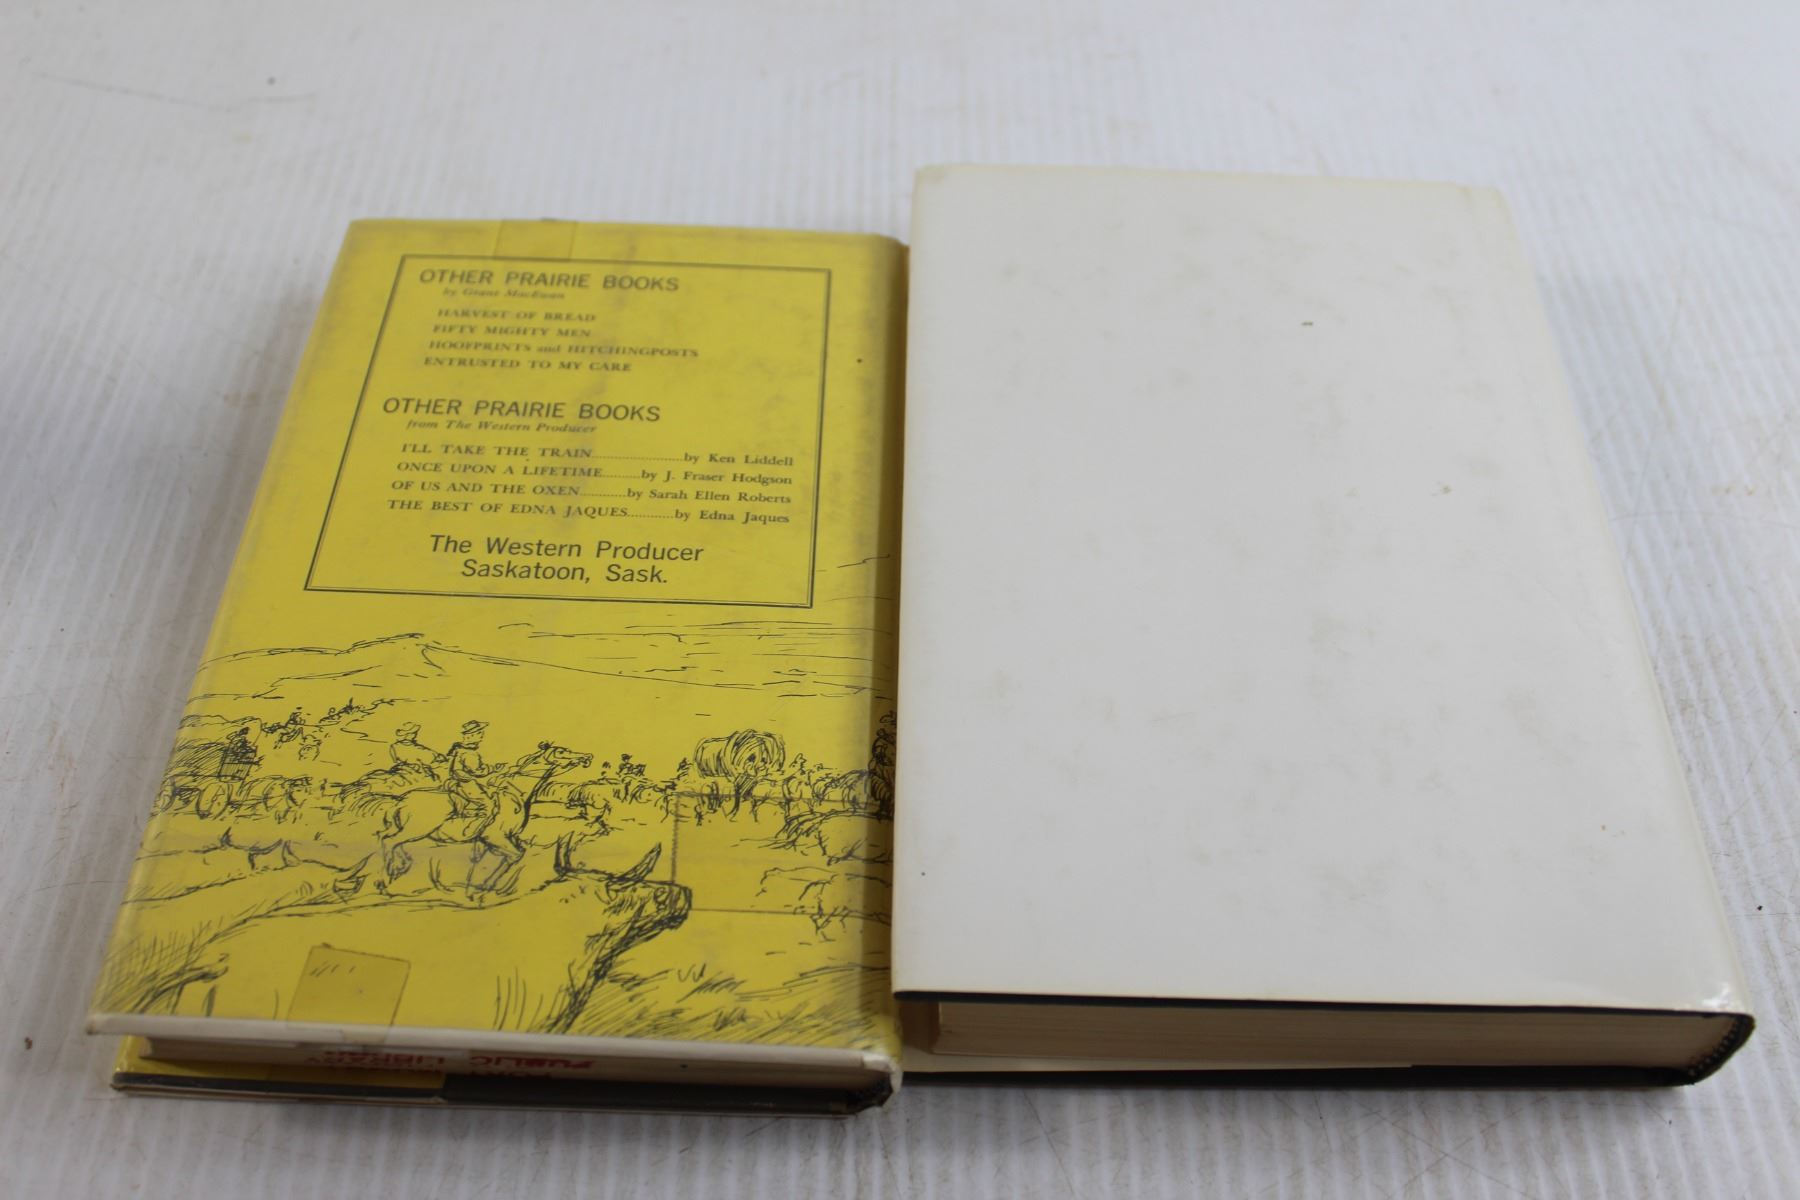 OTHER PRAIRIE BOOKS
by Grant MacEwan
HARVEST OF BREAD
FIFTY MIGHTY MEN
HOOFPRINTS and HITCHINGPOSTS
ENTRUSTED TO MY CARE
OTHER PRAIRIE BOOKS
from The Western Producer
I'LL TAKE THE TRAIN......................by Ken Liddell
ONCE UPON A LIFETIME.........by J. Fraser Hodgson
OF US AND THE OXEN...........by Sarah Ellen Roberts
THE BEST OF EDNA JAQUES............by Edna Jaques
The Western Producer
Saskatoon, Sask.
PUBLIC LIBRARY